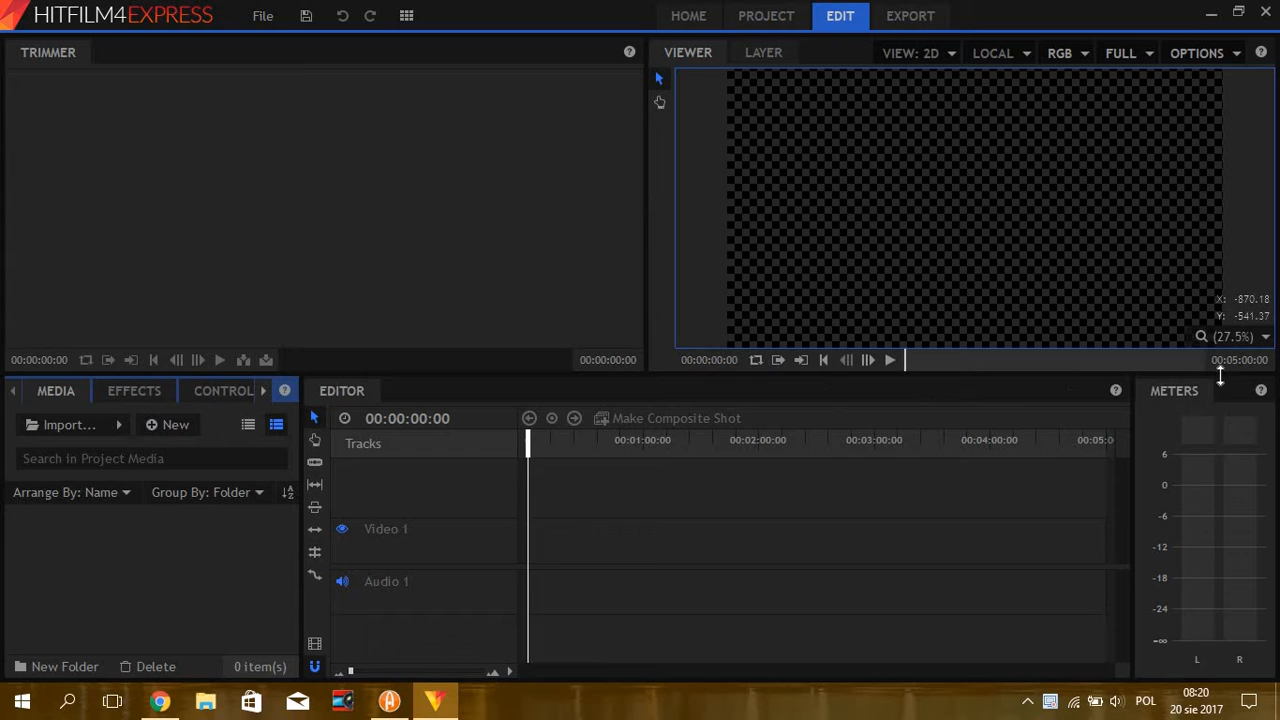 HITFILM4EXPRESS File HOME PROJECT EDIT EXPORT
TRIMMER
VIEWER LAYER VIEW: 2D LOCAL RGB FULL OPTIONS
X: -870.18
Y: -541.37
(27.5%)
00:00:00:00 00:00:00:00
00:00:00:00 00:05:00:00
MEDIA EFFECTS CONTROL
Import... New
Search in Project Media
Arrange By: Name Group By: Folder
New Folder Delete 0 item(s)
EDITOR
00:00:00:00 Make Composite Shot
Tracks 00:01:00:00 00:02:00:00 00:03:00:00 00:04:00:00 00:05:0
Video 1
Audio 1
METERS
6
0
-6
-12
-18
-24
-∞
L R
POL
08:20
20 sie 2017